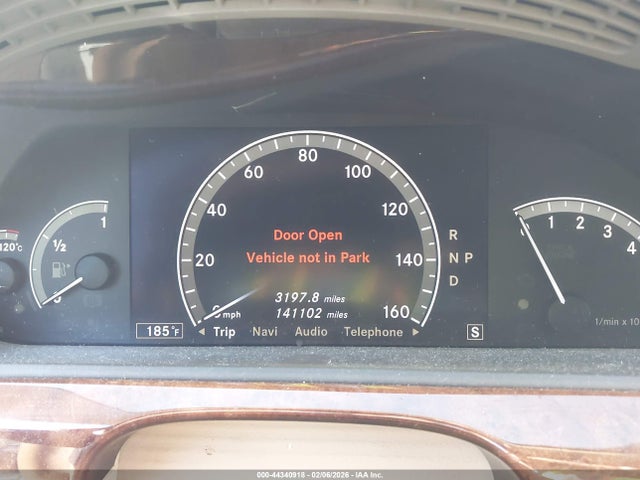 80
60 100
1 40 120 0 1 2 3 4
1/2 Door Open R
120°C 20 Vehicle not in Park 140 N P
D
3197.8 miles
0 mph 141102 miles 160
185°F Trip Navi Audio Telephone S 1/min x 10
000-44340918 - 02/06/2026 - IAA Inc.